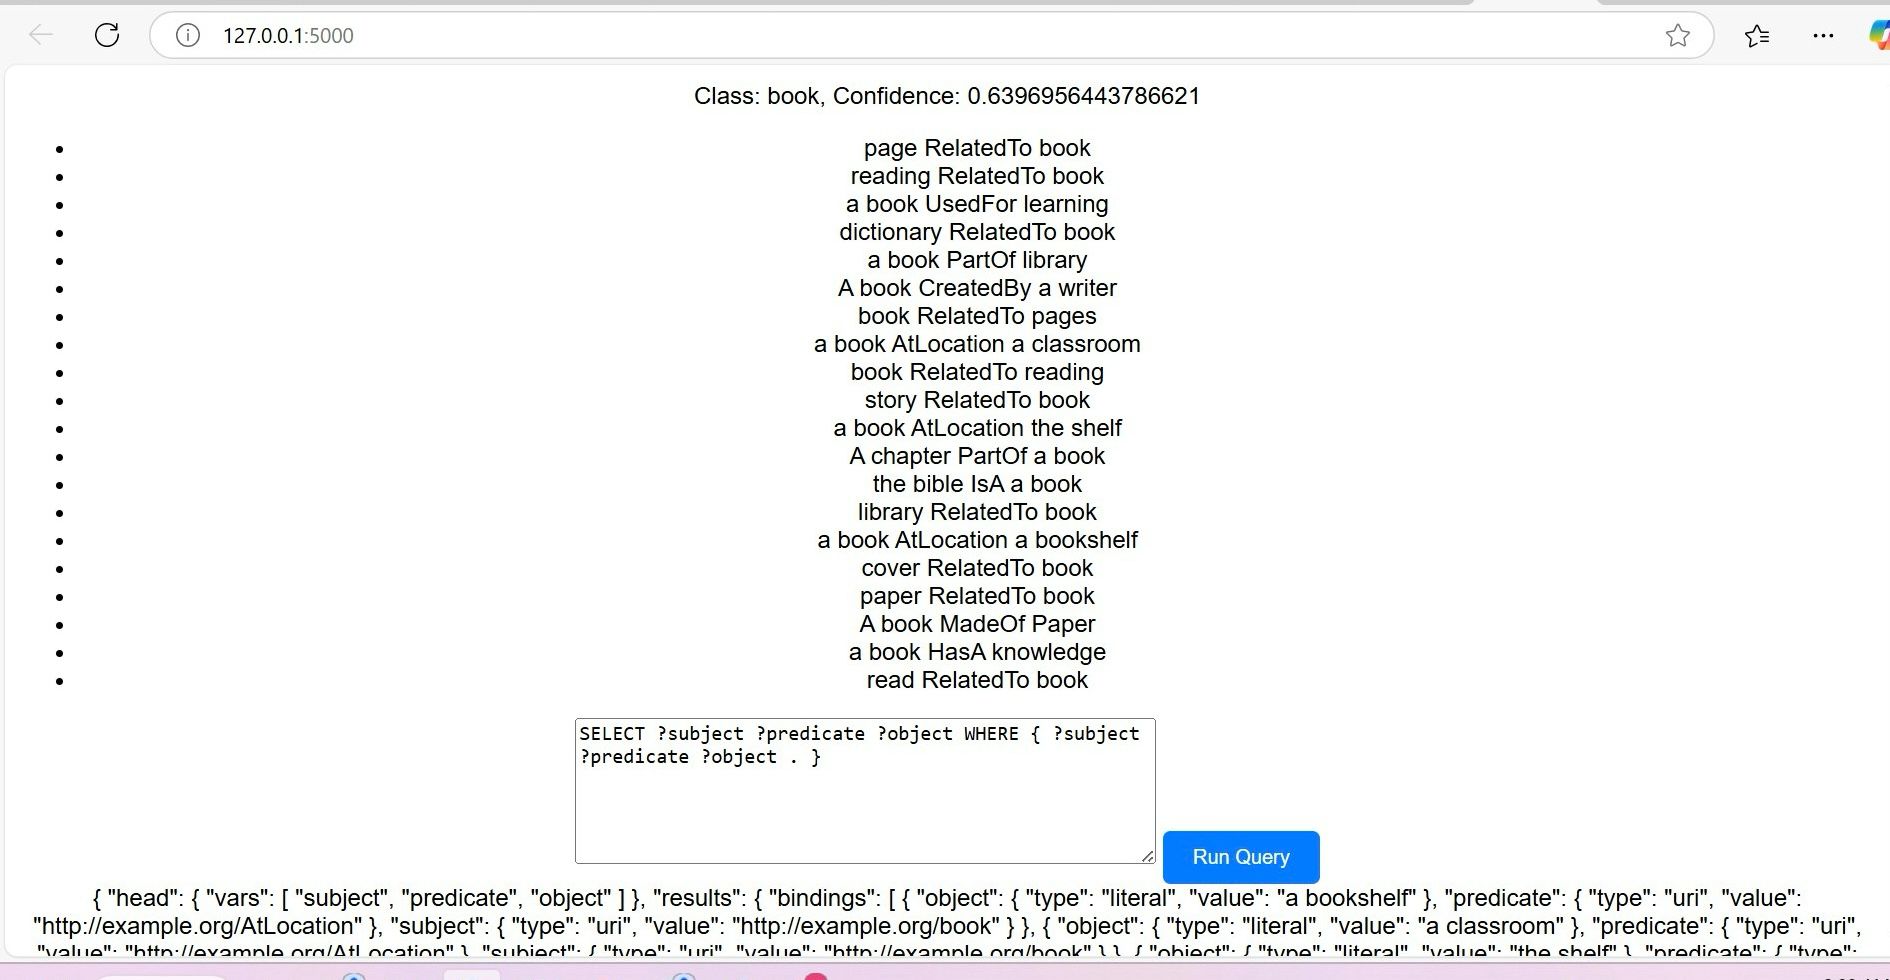 127.0.0.1:5000
Class: book, Confidence: 0.6396956443786621
page RelatedTo book
reading RelatedTo book
a book UsedFor learning
dictionary RelatedTo book
a book PartOf library
A book CreatedBy a writer
book RelatedTo pages
a book AtLocation a classroom
book RelatedTo reading
story RelatedTo book
a book AtLocation the shelf
A chapter PartOf a book
the bible IsA a book
library RelatedTo book
a book AtLocation a bookshelf
cover RelatedTo book
paper RelatedTo book
A book MadeOf Paper
a book HasA knowledge
read RelatedTo book
SELECT ?subject ?predicate ?object WHERE { ?subject
?predicate ?object . }
Run Query
{ "head": { "vars": [ "subject", "predicate", "object" ] }, "results": { "bindings": [ { "object": { "type": "literal", "value": "a bookshelf" }, "predicate": { "type": "uri", "value":
"http://example.org/AtLocation" }, "subject": { "type": "uri", "value": "http://example.org/book" } }, { "object": { "type": "literal", "value": "a classroom" }, "predicate": { "type": "uri",
"value": "http://example.org/AtLocation" }, "subject": { "type": "uri", "value": "http://example.org/book" } }, { "object": { "type": "literal", "value": "the shelf" }, "predicate": { "type":